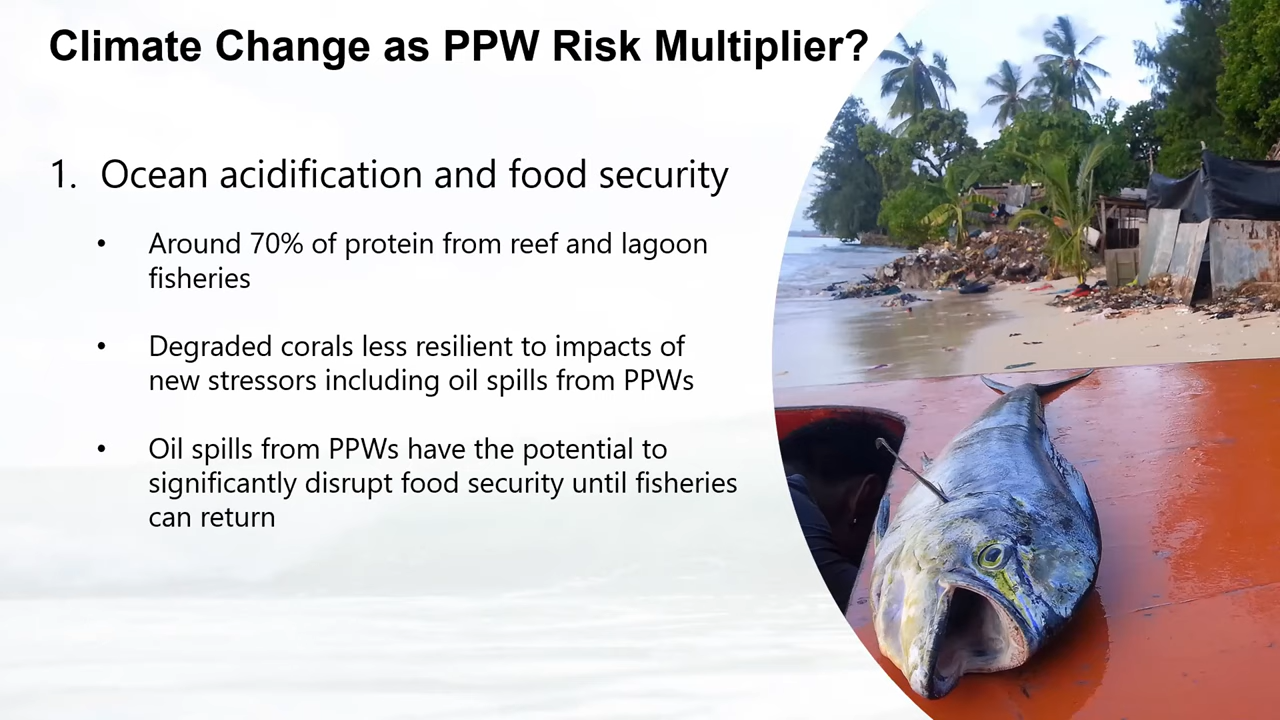 Climate Change as PPW Risk Multiplier?
1. Ocean acidification and food security
• Around 70% of protein from reef and lagoon
fisheries
• Degraded corals less resilient to impacts of
new stressors including oil spills from PPWs
• Oil spills from PPWs have the potential to
significantly disrupt food security until fisheries
can return